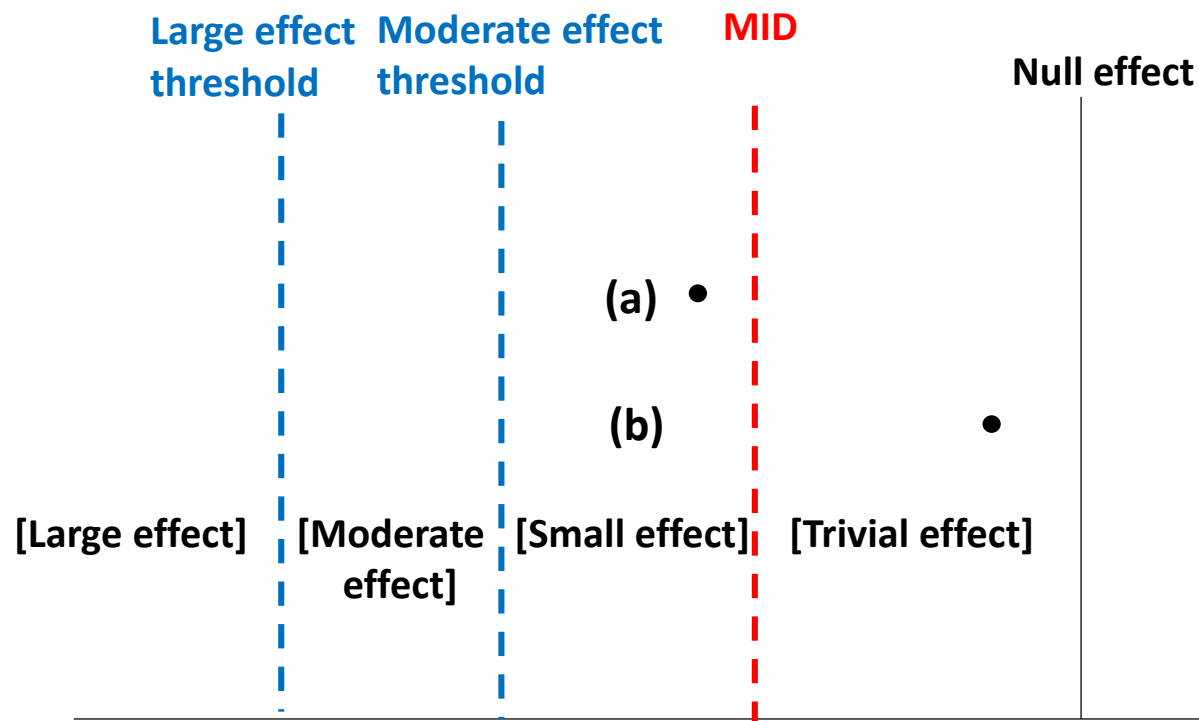 Large effect
threshold
Moderate effect
threshold
MID
Null effect
(a)
(b)
[Large effect]
[Moderate
effect]
[Small effect]
[Trivial effect]